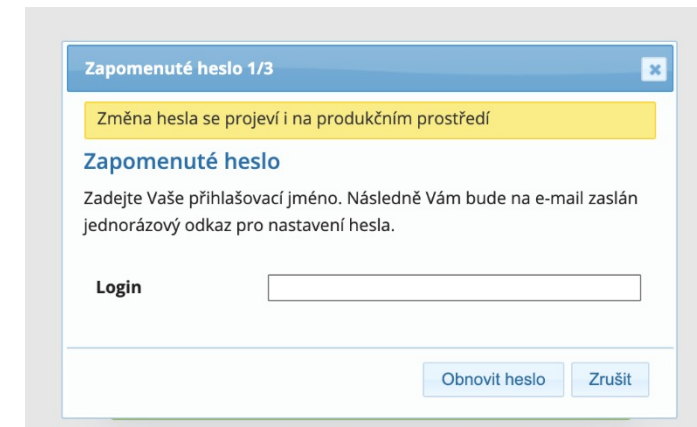 Zapomenuté heslo 1/3
Změna hesla se projeví i na produkčním prostředí
Zapomenuté heslo
Zadejte Vaše přihlašovací jméno. Následně Vám bude na e-mail zaslán
jednorázový odkaz pro nastavení hesla.
Login
Obnovit heslo Zrušit